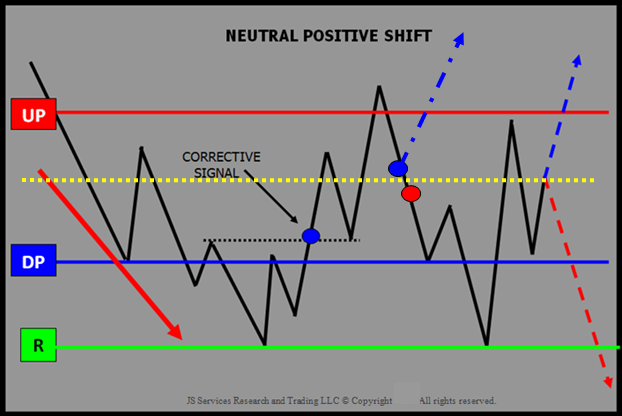 NEUTRAL POSITIVE SHIFT
UP
CORRECTIVE
SIGNAL
DP
R
JS Services Research and Trading LLC © Copyright All rights reserved.